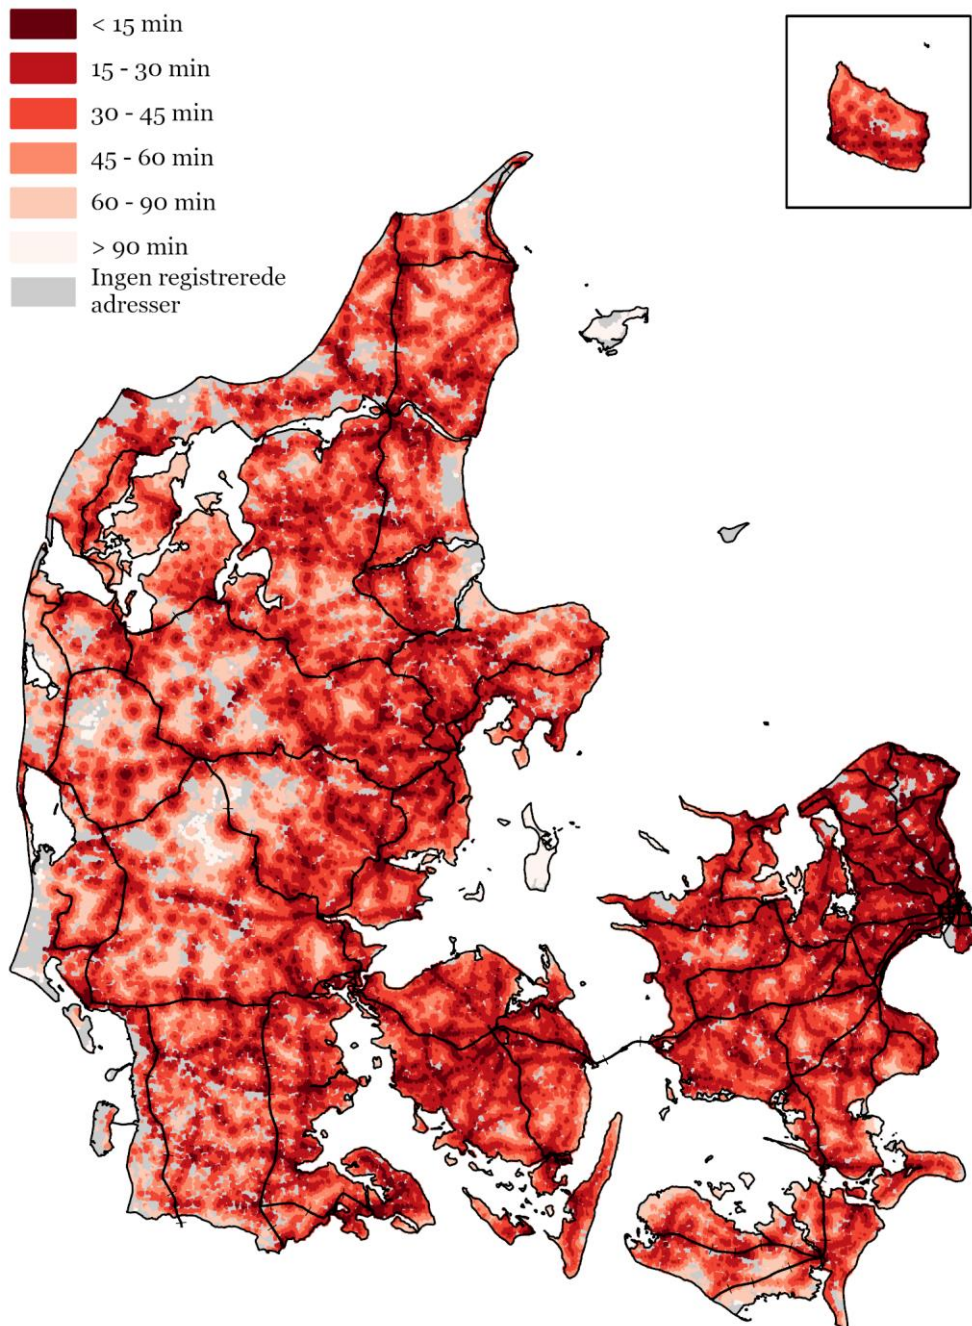 < 15 min
15 - 30 min
30 - 45 min
45 - 60 min
60 - 90 min
> 90 min
Ingen registrerede
adresser